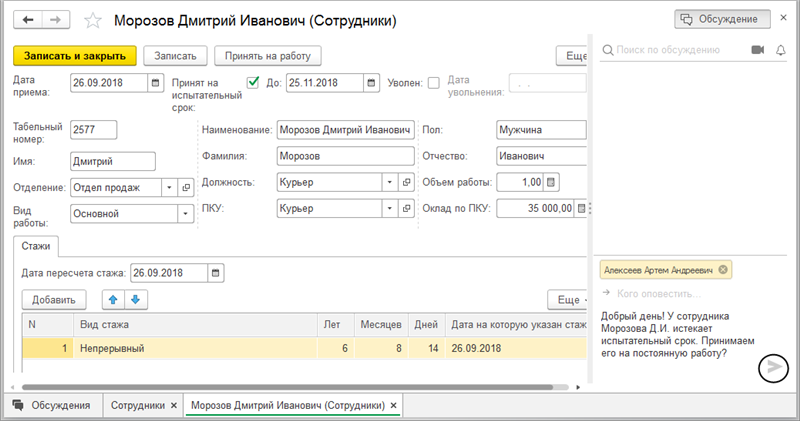 Морозов Дмитрий Иванович (Сотрудники)
Обсуждение
Записать и закрыть
Записать
Принять на работу
Еще
Поиск по обсуждению
Дата приема:
26.09.2018
Принят на испытательный срок:
До:
25.11.2018
Уволен:
Дата увольнения:
. .
Табельный номер:
2577
Наименование:
Морозов Дмитрий Иванович
Пол:
Мужчина
Имя:
Дмитрий
Фамилия:
Морозов
Отчество:
Иванович
Отделение:
Отдел продаж
Должность:
Курьер
Объем работы:
1,00
Вид работы:
Основной
ПКУ:
Курьер
Оклад по ПКУ:
35 000,00
Стажи
Дата пересчета стажа:
26.09.2018
Добавить
Еще
N Вид стажа Лет Месяцев Дней Дата на которую указан стаж
1 Непрерывный 6 8 14 26.09.2018
Алексеев Артем Андреевич
Кого оповестить...
Добрый день! У сотрудника
Морозова Д.И. истекает
испытательный срок. Принимаем
его на постоянную работу?
Обсуждения
Сотрудники
Морозов Дмитрий Иванович (Сотрудники)